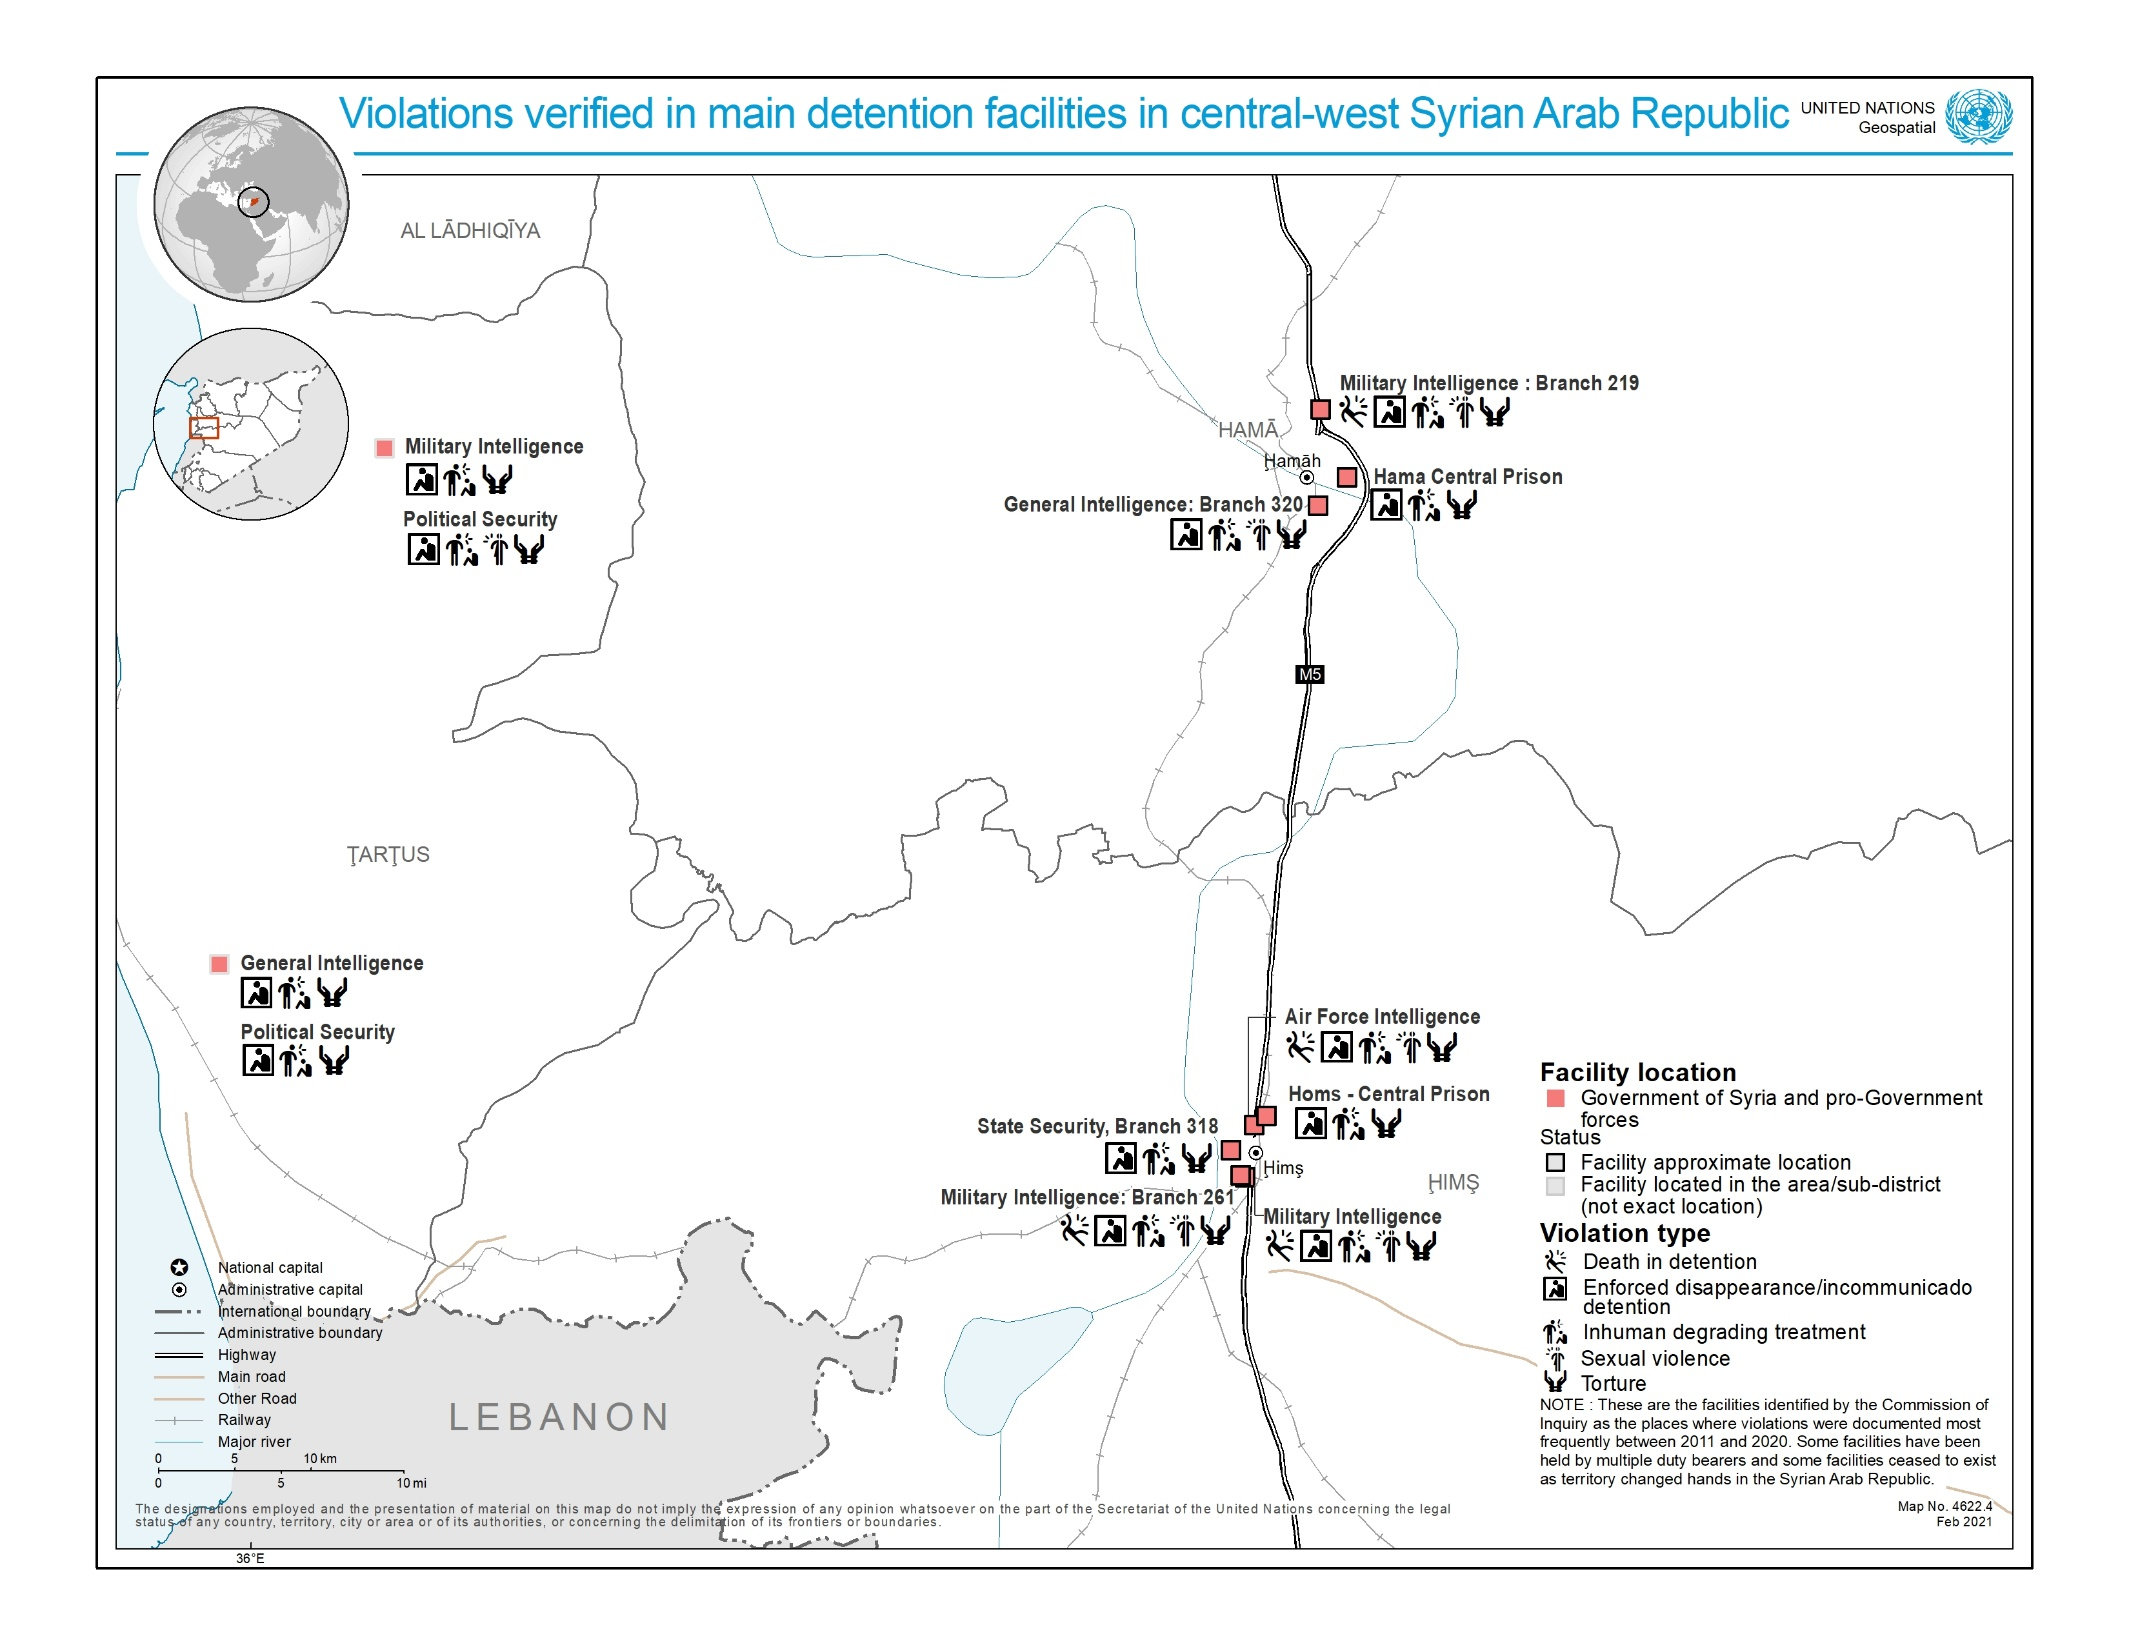 Violations verified in main detention facilities in central-west Syrian Arab Republic
UNITED NATIONS
Geospatial
AL LĀDHIQĪYA
Military Intelligence : Branch 219
HAMĀ
Ḩamāh
Hama Central Prison
General Intelligence: Branch 320
Military Intelligence
Political Security
M5
ŢARŢUS
General Intelligence
Political Security
Air Force Intelligence
Homs - Central Prison
State Security, Branch 318
Ḩimş
ḨIMŞ
Military Intelligence: Branch 261
Military Intelligence
LEBANON
Facility location
Government of Syria and pro-Government
forces
Status
Facility approximate location
Facility located in the area/sub-district
(not exact location)
Violation type
Death in detention
Enforced disappearance/incommunicado
detention
Inhuman degrading treatment
Sexual violence
Torture
NOTE : These are the facilities identified by the Commission of
Inquiry as the places where violations were documented most
frequently between 2011 and 2020. Some facilities have been
held by multiple duty bearers and some facilities ceased to exist
as territory changed hands in the Syrian Arab Republic.
Map No. 4622.4
Feb 2021
National capital
Administrative capital
International boundary
Administrative boundary
Highway
Main road
Other Road
Railway
Major river
0 5 10 km
0 5 10 mi
The designations employed and the presentation of material on this map do not imply the expression of any opinion whatsoever on the part of the Secretariat of the United Nations concerning the legal
status of any country, territory, city or area or of its authorities, or concerning the delimitation of its frontiers or boundaries.
36°E